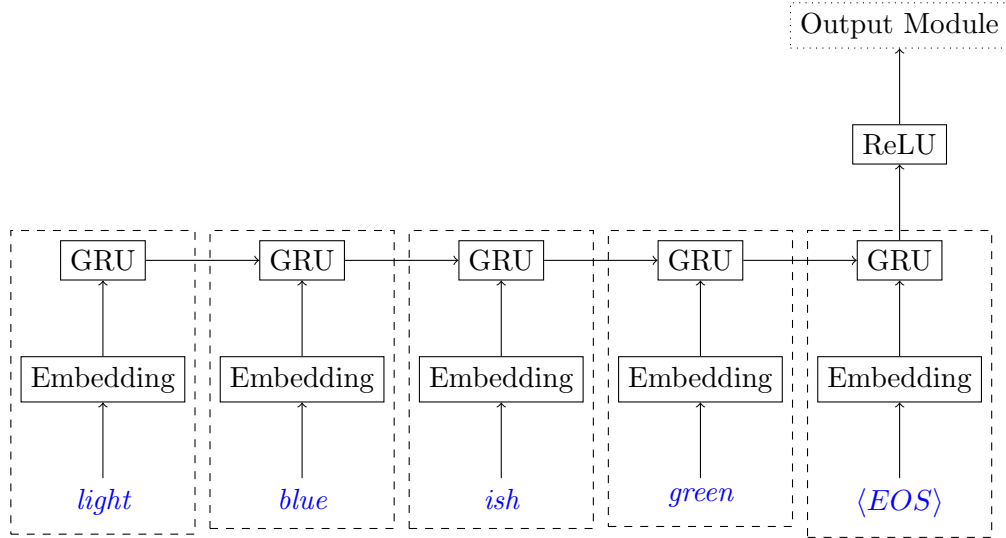 Output Module
ReLU
GRU GRU GRU GRU GRU
Embedding Embedding Embedding Embedding Embedding
light blue ish green ⟨EOS⟩